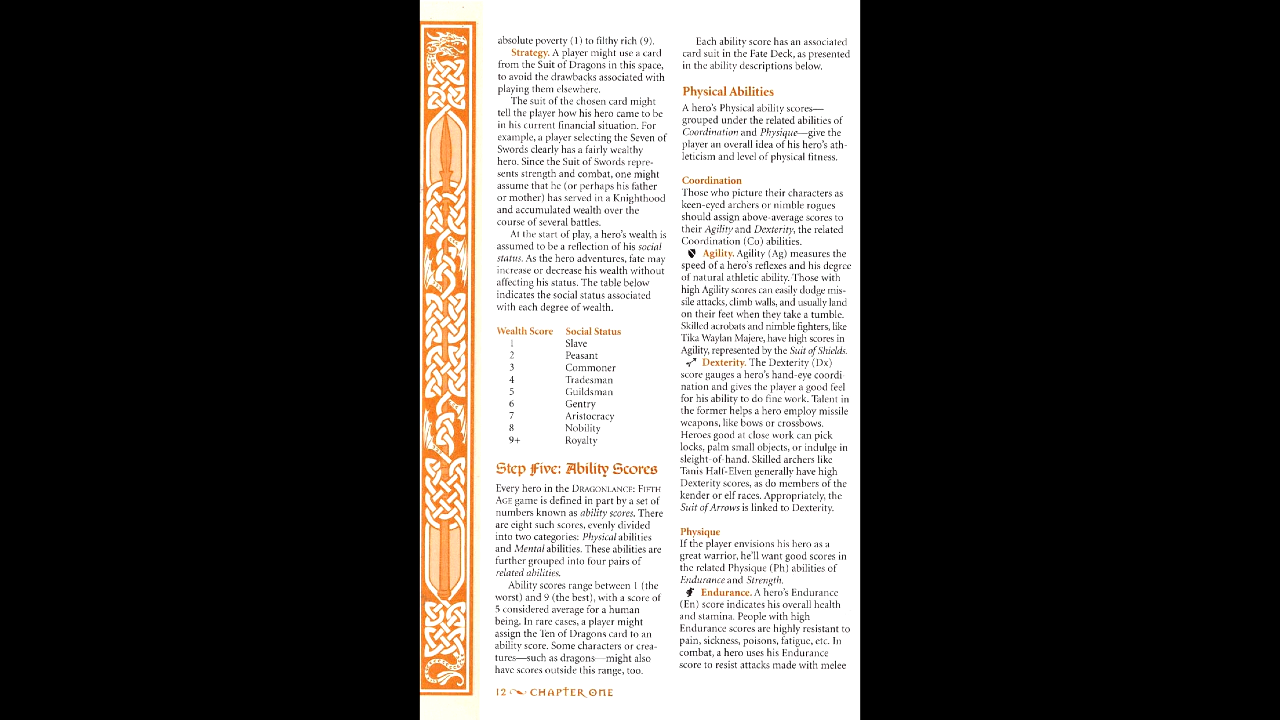 absolute poverty (1) to filthy rich (9).
Strategy. A player might use a card
from the Suit of Dragons in this space,
to avoid the drawbacks associated with
playing them elsewhere.
The suit of the chosen card might
tell the player how his hero came to be
in his current financial situation. For
example, a player selecting the Seven of
Swords clearly has a fairly wealthy
hero. Since the Suit of Swords repre-
sents strength and combat, one might
assume that he (or perhaps his father
or mother) has served in a Knighthood
and accumulated wealth over the
course of several battles.
At the start of play, a hero's wealth is
assumed to be a reflection of his social
status. As the hero adventures, fate may
increase or decrease his wealth without
affecting his status. The table below
indicates the social status associated
with each degree of wealth.
Wealth Score Social Status
1 Slave
2 Peasant
3 Commoner
4 Tradesman
5 Guildsman
6 Gentry
7 Aristocracy
8 Nobility
9+ Royalty
Step Five: Ability Scores
Every hero in the DRAGONLANCE: FIFTH
AGE game is defined in part by a set of
numbers known as ability scores. There
are eight such scores, evenly divided
into two categories: Physical abilities
and Mental abilities. These abilities are
further grouped into four pairs of
related abilities.
Ability scores range between 1 (the
worst) and 9 (the best), with a score of
5 considered average for a human
being. In rare cases, a player might
assign the Ten of Dragons card to an
ability score. Some characters or crea-
tures—such as dragons—might also
have scores outside this range, too.
12 CHAPTER ONE
Each ability score has an associated
card suit in the Fate Deck, as presented
in the ability descriptions below.
Physical Abilities
A hero's Physical ability scores—
grouped under the related abilities of
Coordination and Physique—give the
player an overall idea of his hero's ath-
leticism and level of physical fitness.
Coordination
Those who picture their characters as
keen-eyed archers or nimble rogues
should assign above-average scores to
their Agility and Dexterity, the related
Coordination (Co) abilities.
Agility. Agility (Ag) measures the
speed of a hero's reflexes and his degree
of natural athletic ability. Those with
high Agility scores can easily dodge mis-
sile attacks, climb walls, and usually land
on their feet when they take a tumble.
Skilled acrobats and nimble fighters, like
Tika Waylan Majere, have high scores in
Agility, represented by the Suit of Shields.
Dexterity. The Dexterity (Dx)
score gauges a hero's hand-eye coordi-
nation and gives the player a good feel
for his ability to do fine work. Talent in
the former helps a hero employ missile
weapons, like bows or crossbows.
Heroes good at close work can pick
locks, palm small objects, or indulge in
sleight-of-hand. Skilled archers like
Tanis Half-Elven generally have high
Dexterity scores, as do members of the
kender or elf races. Appropriately, the
Suit of Arrows is linked to Dexterity.
Physique
If the player envisions his hero as a
great warrior, he'll want good scores in
the related Physique (Ph) abilities of
Endurance and Strength.
Endurance. A hero's Endurance
(En) score indicates his overall health
and stamina. People with high
Endurance scores are highly resistant to
pain, sickness, poisons, fatigue, etc. In
combat, a hero uses his Endurance
score to resist attacks made with melee